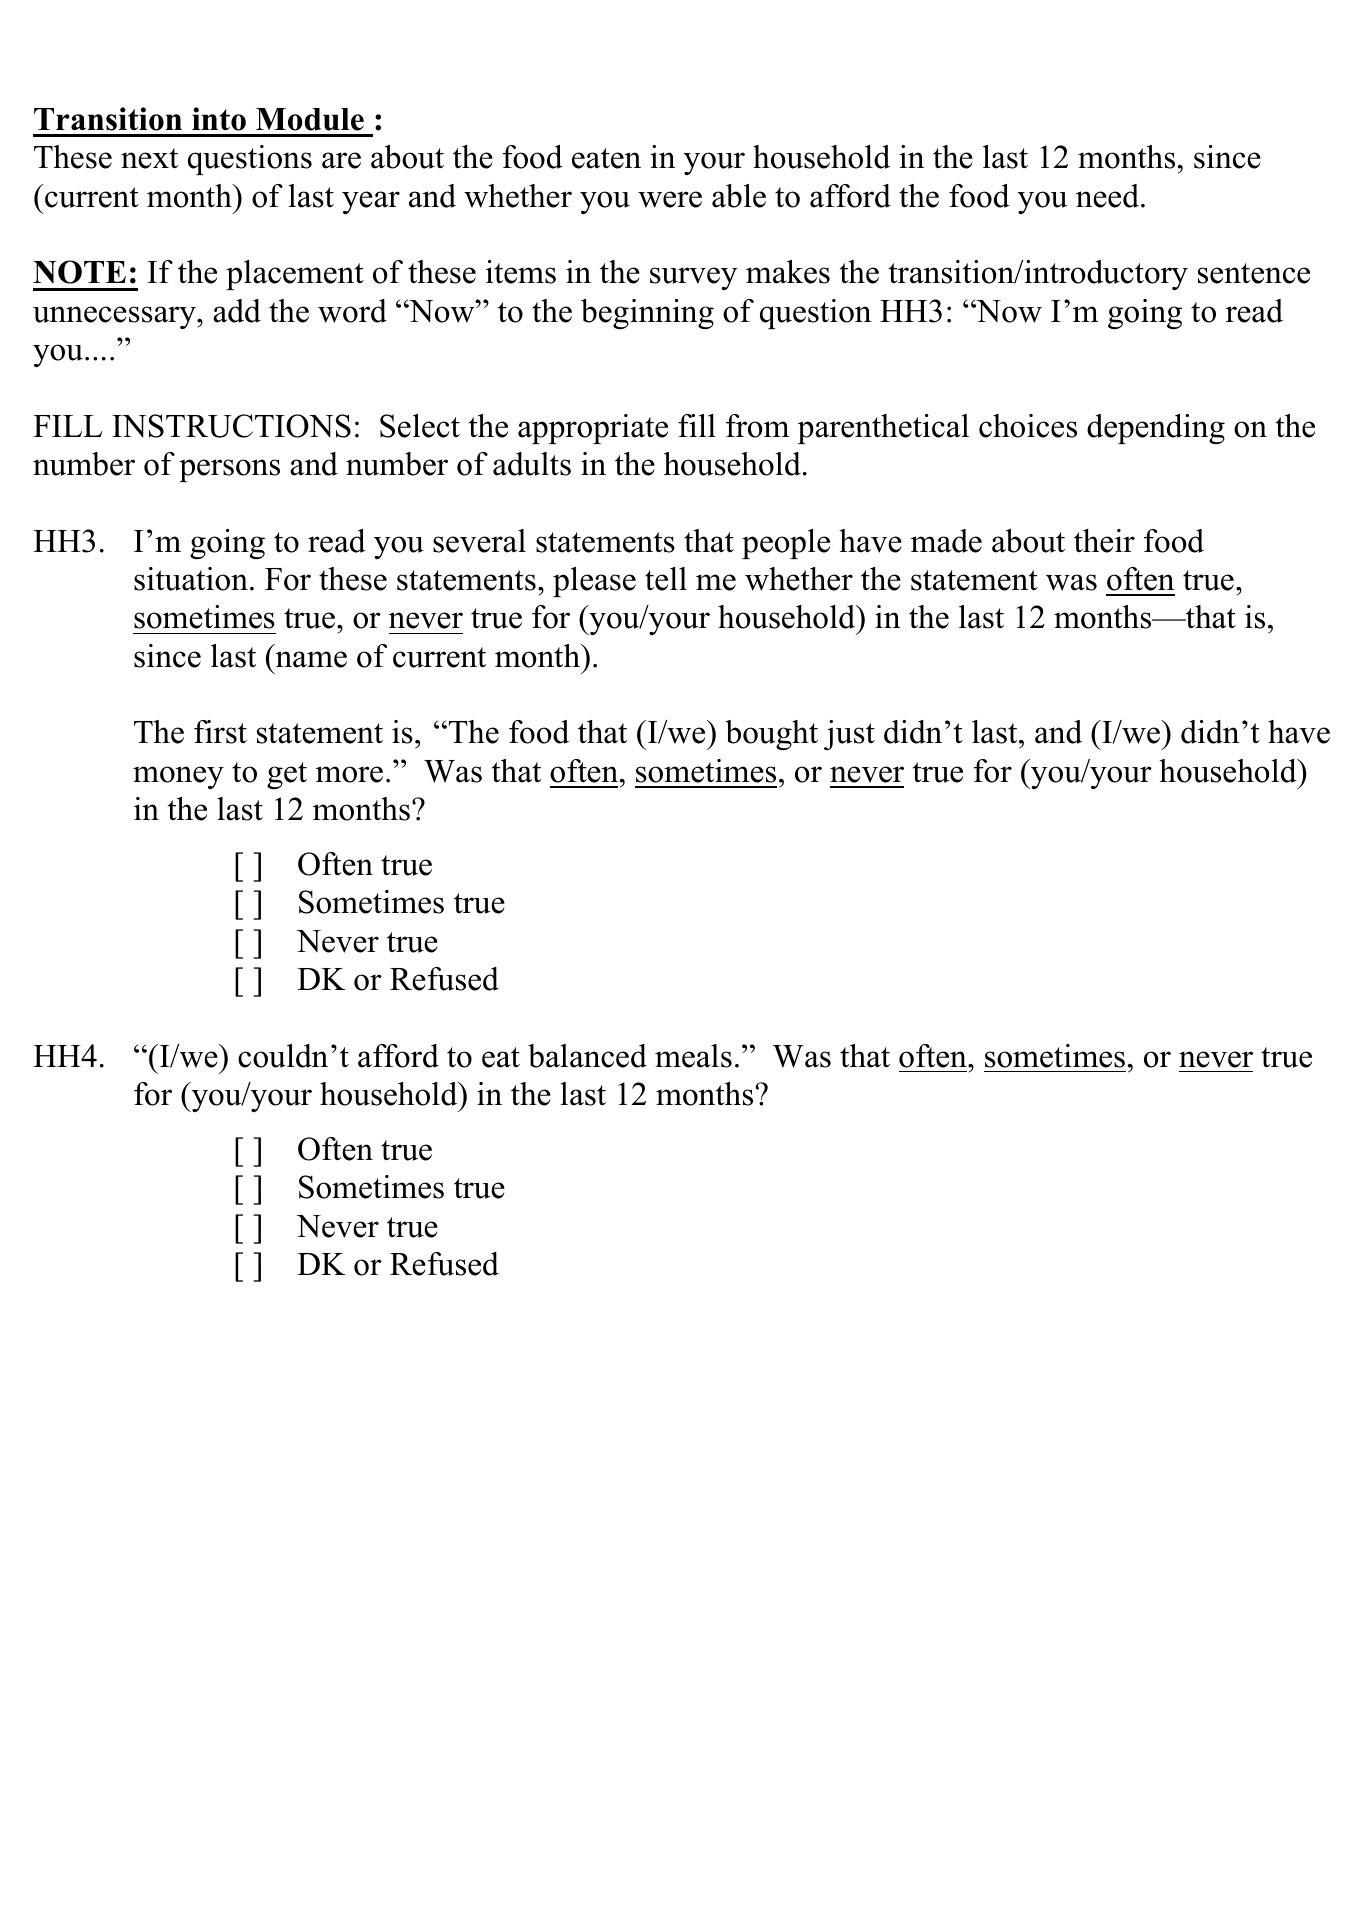 Transition into Module :
These next questions are about the food eaten in your household in the last 12 months, since
(current month) of last year and whether you were able to afford the food you need.
NOTE: If the placement of these items in the survey makes the transition/introductory sentence
unnecessary, add the word “Now” to the beginning of question HH3: “Now I’m going to read
you....”
FILL INSTRUCTIONS:  Select the appropriate fill from parenthetical choices depending on the
number of persons and number of adults in the household.
HH3. I’m going to read you several statements that people have made about their food
situation. For these statements, please tell me whether the statement was often true,
sometimes true, or never true for (you/your household) in the last 12 months—that is,
since last (name of current month).
The first statement is, “The food that (I/we) bought just didn’t last, and (I/we) didn’t have
money to get more.”  Was that often, sometimes, or never true for (you/your household)
in the last 12 months?
[ ] Often true
[ ] Sometimes true
[ ] Never true
[ ] DK or Refused
HH4. “(I/we) couldn’t afford to eat balanced meals.”  Was that often, sometimes, or never true
for (you/your household) in the last 12 months?
[ ] Often true
[ ] Sometimes true
[ ] Never true
[ ] DK or Refused